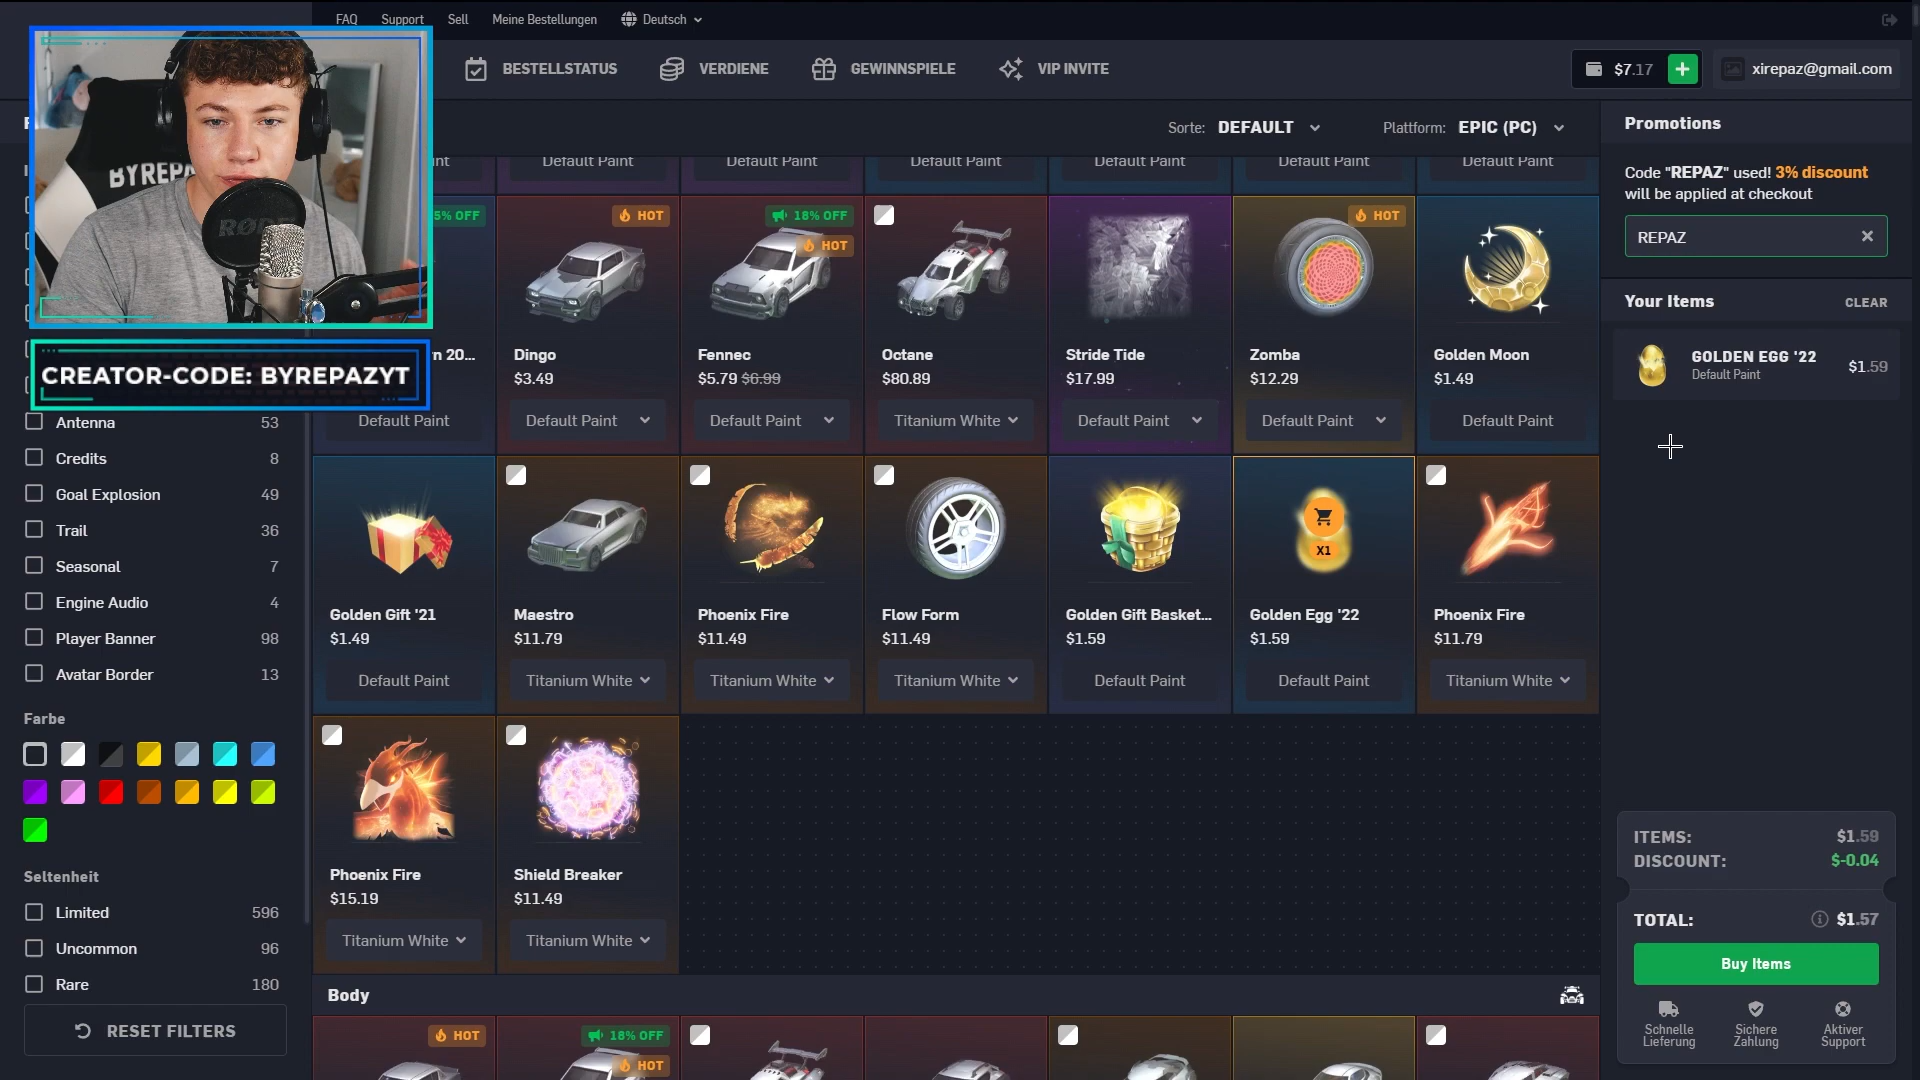 FAQ
Support
Sell
Meine Bestellungen
Deutsch
BESTELLSTATUS
VERDIENE
GEWINNSPIELE
VIP INVITE
$7.17
xirepaz@gmail.com
Sorte: DEFAULT
Plattform: EPIC (PC)
BYREPA
RØDE
CREATOR-CODE: BYREPAZYT
Antenna 53
Credits 8
Goal Explosion 49
Trail 36
Seasonal 7
Engine Audio 4
Player Banner 98
Avatar Border 13
Farbe
Seltenheit
Limited 596
Uncommon 96
Rare 180
RESET FILTERS
Default Paint
Default Paint
Default Paint
Default Paint
Default Paint
Default Paint
5% OFF
n 20...
Default Paint
HOT
Dingo
$3.49
Default Paint
18% OFF
HOT
Fennec
$5.79 $6.99
Default Paint
Octane
$80.89
Titanium White
Stride Tide
$17.99
Default Paint
HOT
Zomba
$12.29
Default Paint
Golden Moon
$1.49
Default Paint
Golden Gift '21
$1.49
Default Paint
Maestro
$11.79
Titanium White
Phoenix Fire
$11.49
Titanium White
Flow Form
$11.49
Titanium White
Golden Gift Basket...
$1.59
Default Paint
X1
Golden Egg '22
$1.59
Default Paint
Phoenix Fire
$11.79
Titanium White
Phoenix Fire
$15.19
Titanium White
Shield Breaker
$11.49
Titanium White
Body
HOT
18% OFF
HOT
Promotions
Code "REPAZ" used! 3% discount
will be applied at checkout
REPAZ
Your Items
CLEAR
GOLDEN EGG '22
Default Paint
$1.59
ITEMS: $1.59
DISCOUNT: $-0.04
TOTAL: $1.57
Buy Items
Schnelle
Lieferung
Sichere
Zahlung
Aktiver
Support